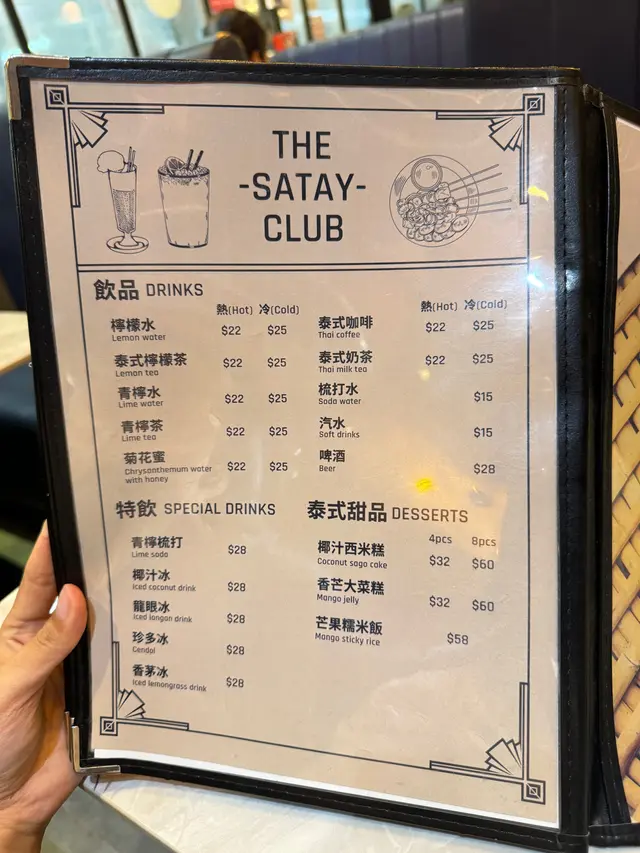 THE
-SATAY-
CLUB
飲品 DRINKS
熱(Hot) 冷(Cold)
檸檬水 $22 $25
Lemon water
泰式檸檬茶 $22 $25
Lemon tea
青檸水 $22 $25
Lime water
青檸茶 $22 $25
Lime tea
菊花蜜 $22 $25
Chrysanthemum water
with honey
熱(Hot) 冷(Cold)
泰式咖啡 $22 $25
Thai coffee
泰式奶茶 $22 $25
Thai milk tea
梳打水 $15
Soda water
汽水 $15
Soft drinks
啤酒 $28
Beer
特飲 SPECIAL DRINKS
青檸梳打 $28
Lime soda
椰汁冰 $28
Iced coconut drink
龍眼冰 $28
Iced longan drink
珍多冰 $28
Cendol
香茅冰 $28
Iced lemongrass drink
泰式甜品 DESSERTS
4pcs 8pcs
椰汁西米糕 $32 $60
Coconut sago cake
香芒大菜糕 $32 $60
Mango jelly
芒果糯米飯 $58
Mango sticky rice